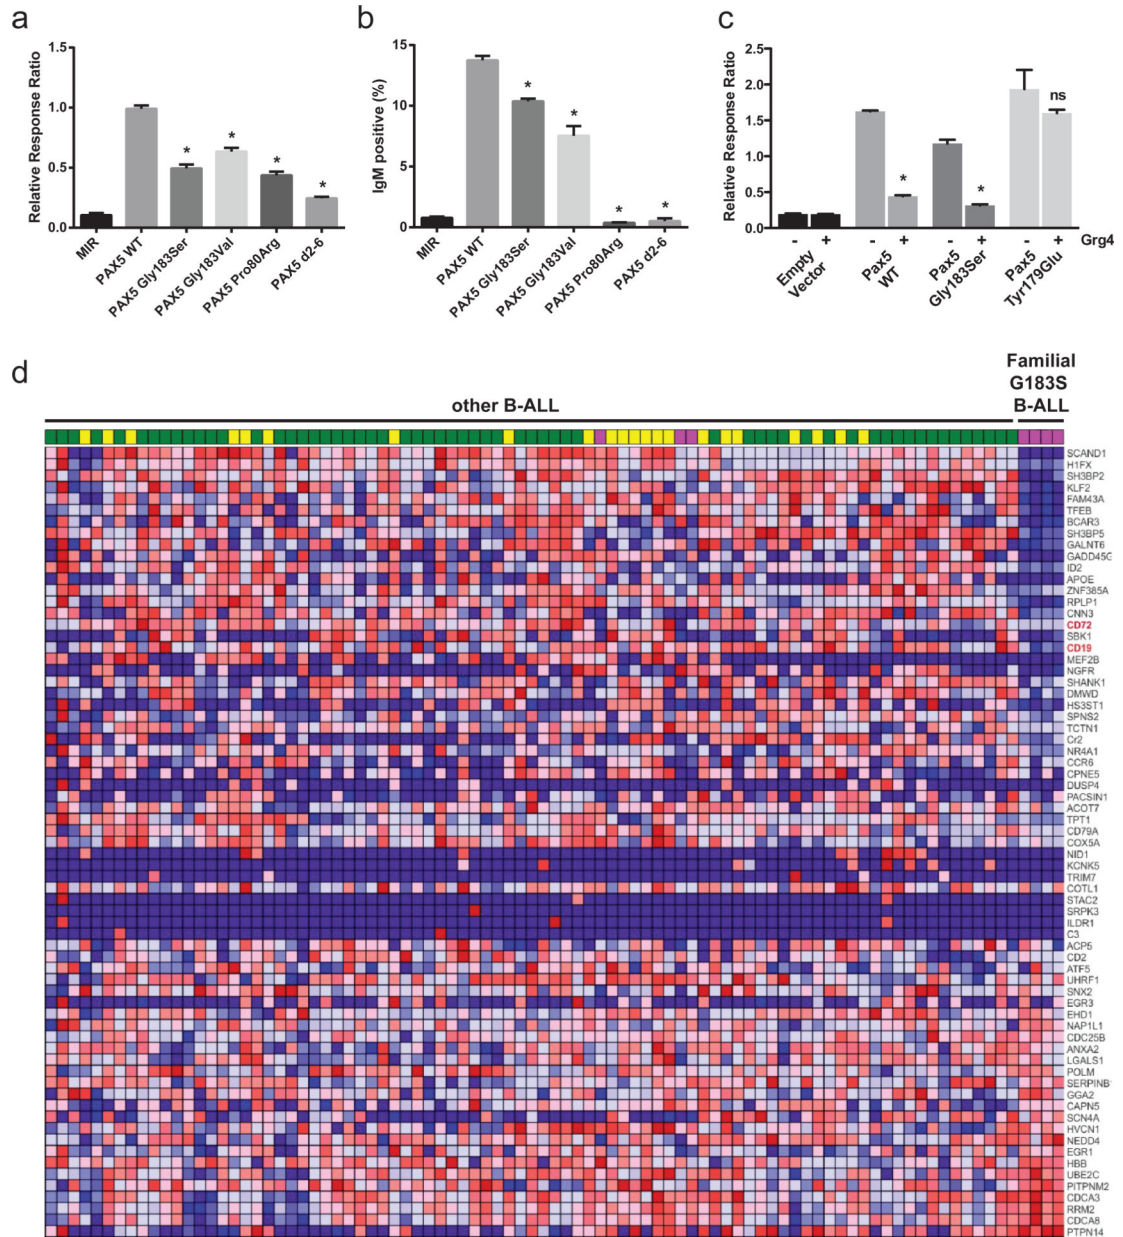 a
b
c
Relative Response Ratio
1.5
1.0
0.5
0.0
*
*
*
*
MIR
PAX5 WT
PAX5 Gly183Ser
PAX5 Gly183Val
PAX5 Pro80Arg
PAX5 d2-6
IgM positive (%)
15
10
5
0
*
*
*
*
MIR
PAX5 WT
PAX5 Gly183Ser
PAX5 Gly183Val
PAX5 Pro80Arg
PAX5 d2-6
Relative Response Ratio
2.5
2.0
1.5
1.0
0.5
0.0
*
*
ns
- + - + - + - + Grg4
Empty
Vector
Pax5
WT
Pax5
Gly183Ser
Pax5
Tyr179Glu
d
other B-ALL
Familial
G183S
B-ALL
SCAND1
H1FX
SH3BP2
KLF2
FAM43A
TFEB
BCAR3
SH3BP5
GALNT6
GADD45G
ID2
APOE
ZNF385A
RPLP1
CNN3
CD72
SBK1
CD19
MEF2B
NGFR
SHANK1
DMWD
HS3ST1
SPNS2
TCTN1
Cr2
NR4A1
CCR6
CPNE5
DUSP4
PACSIN1
ACOT7
TPT1
CD79A
COX5A
NID1
KCNK5
TRIM7
COTL1
STAC2
SRPK3
ILDR1
C3
ACP5
CD2
ATF5
UHRF1
SNX2
EGR3
EHD1
NAP1L1
CDC25B
ANXA2
LGALS1
POLM
SERPINB
GGA2
CAPN5
SCN4A
HVCN1
NEDD4
EGR1
HBB
UBE2C
PITPNM2
CDCA3
RRM2
CDCA8
PTPN14